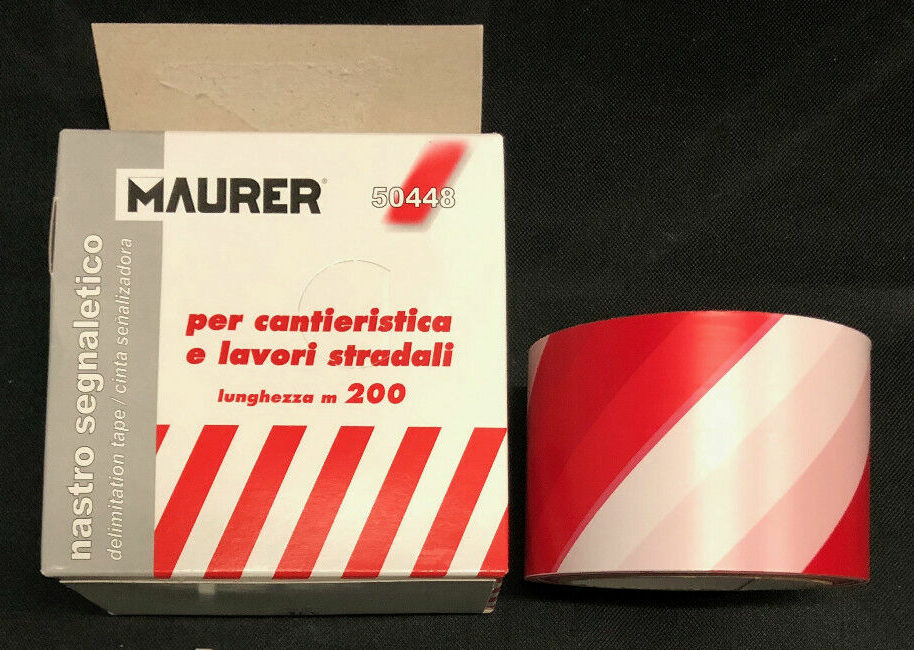 MAURER®
50448
per cantieristica
e lavori stradali
lunghezza m 200
nastro segnaletico
delimitation tape / cinta señalizadora